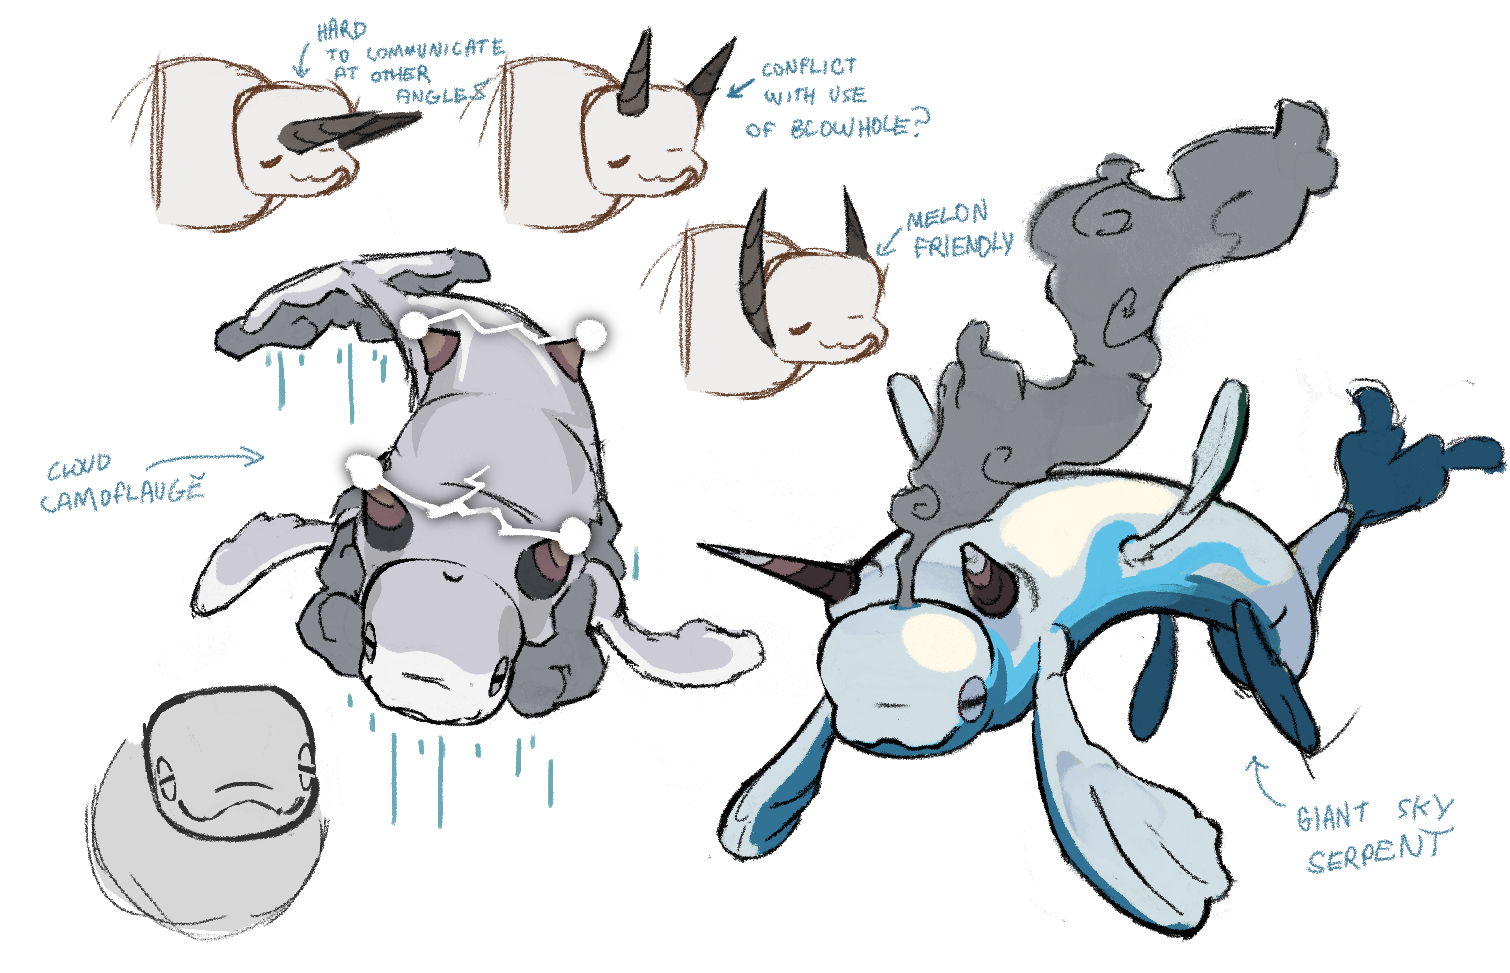 HARD
TO COMMUNICATE
AT OTHER
ANGLES
CONFLICT
WITH USE
OF BLOWHOLE?
MELON
FRIENDLY
CLOUD
CAMOFLAUGE
GIANT SKY
SERPENT